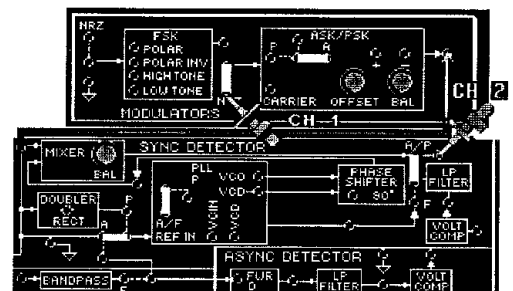 NRZ
FSK
POLAR
POLAR INV
HIGH TONE
LOW TONE
MODULATORS
ASK/PSK
P A
+ -
CARRIER OFFSET BAL
CH 2
CH 1
MIXER
BAL
SYNC DETECTOR
A/P
PLL
P
VCO
VCO
PHASE
SHIFTER
90°
LP
FILTER
DOUBLER
RECT
P
A
A/F
REF IN
VCIN
F
VOLT
COMP
ASYNC DETECTOR
BANDPASS
FWR
LP
FILTER
VOLT
COMP